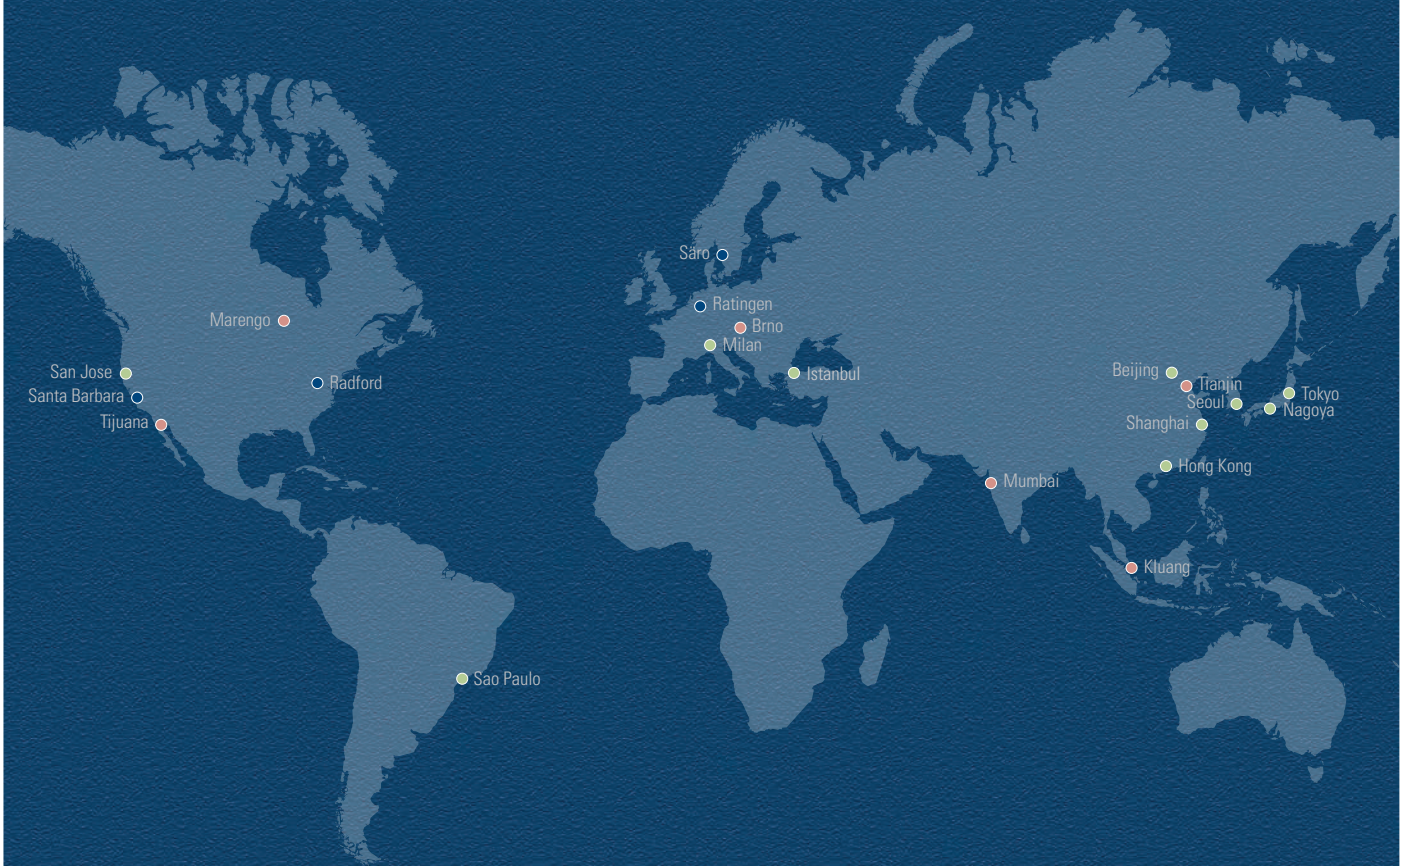 Säro
Ratingen
Marengo
Brno
Milan
San Jose
Radford
Istanbul
Beijing
Tianjin
Santa Barbara
Seoul
Tokyo
Nagoya
Tijuana
Shanghai
Hong Kong
Mumbai
Kluang
Sao Paulo